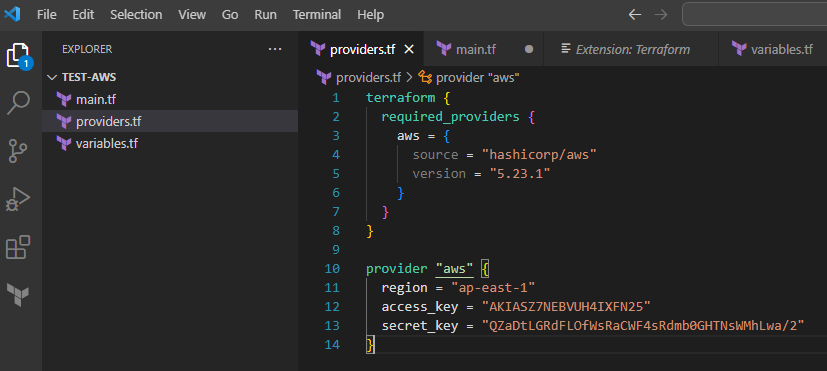 File Edit Selection View Go Run Terminal Help
EXPLORER
providers.tf
main.tf
Extension: Terraform
variables.tf
1
TEST-AWS
main.tf
providers.tf
variables.tf
providers.tf > provider "aws"
1 terraform {
2 required_providers {
3 aws = {
4 source = "hashicorp/aws"
5 version = "5.23.1"
6 }
7 }
8 }
9
10 provider "aws" {
11 region = "ap-east-1"
12 access_key = "AKIASZ7NEBVUH4IXFN25"
13 secret_key = "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"
14 }